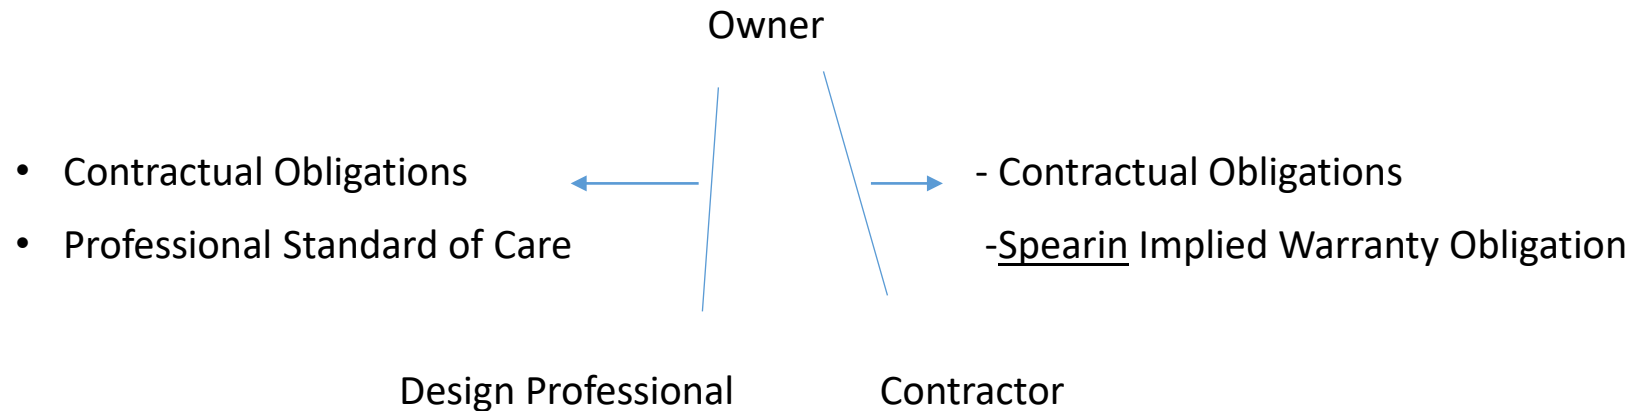 Owner
• Contractual Obligations
• Professional Standard of Care
- Contractual Obligations
-Spearin Implied Warranty Obligation
Design Professional
Contractor